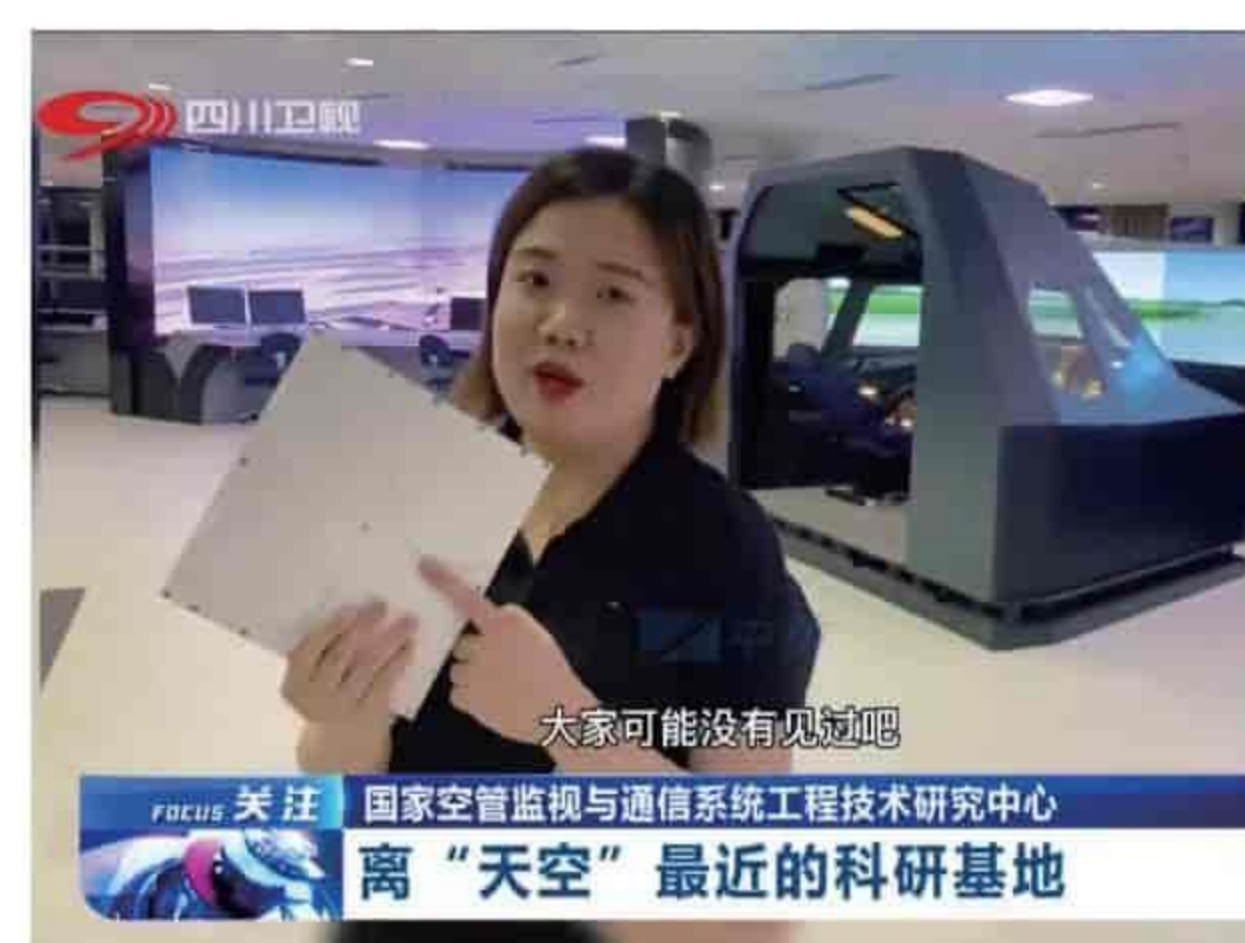 四川卫视
大家可能没有见过吧
FOCUS 关注
国家空管监视与通信系统工程技术研究中心
离“天空”最近的科研基地